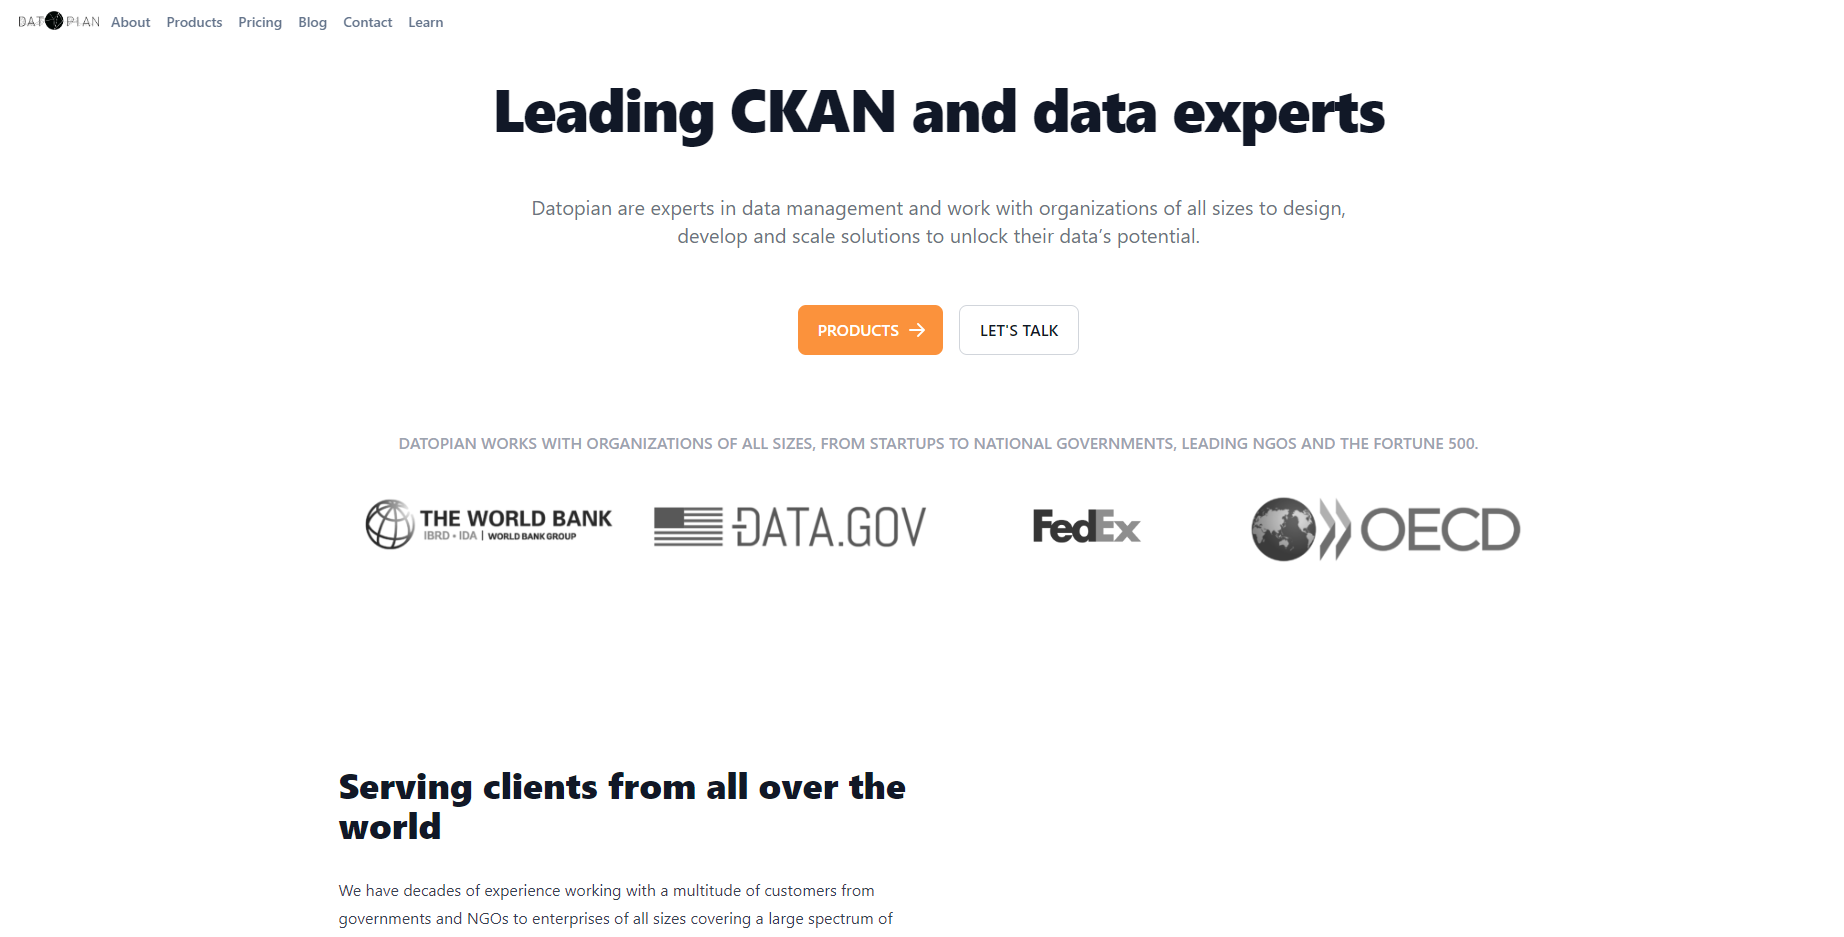 DATOPIAN About Products Pricing Blog Contact Learn
Leading CKAN and data experts
Datopian are experts in data management and work with organizations of all sizes to design,
develop and scale solutions to unlock their data’s potential.
PRODUCTS → LET'S TALK
DATOPIAN WORKS WITH ORGANIZATIONS OF ALL SIZES, FROM STARTUPS TO NATIONAL GOVERNMENTS, LEADING NGOS AND THE FORTUNE 500.
THE WORLD BANK
IBRD • IDA | WORLD BANK GROUP
DATA.GOV
FedEx
OECD
Serving clients from all over the
world
We have decades of experience working with a multitude of customers from
governments and NGOs to enterprises of all sizes covering a large spectrum of